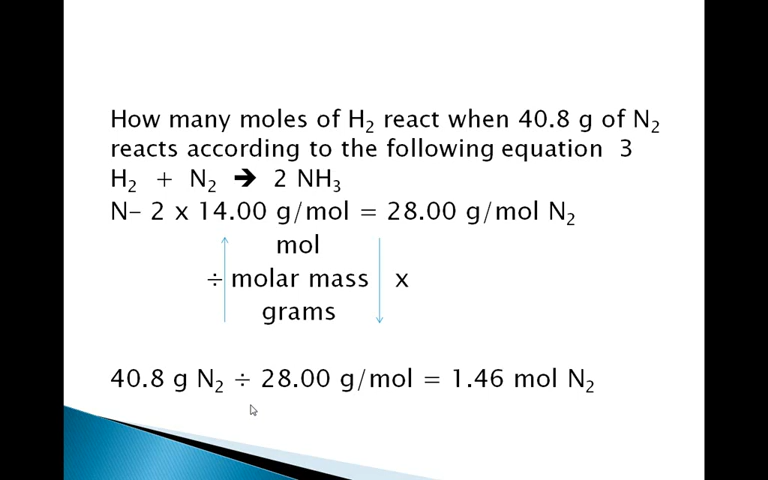 How many moles of H₂ react when 40.8 g of N₂
reacts according to the following equation 3
H₂ + N₂ → 2 NH₃
N– 2 x 14.00 g/mol = 28.00 g/mol N₂
mol
÷ molar mass x
grams
40.8 g N₂ ÷ 28.00 g/mol = 1.46 mol N₂